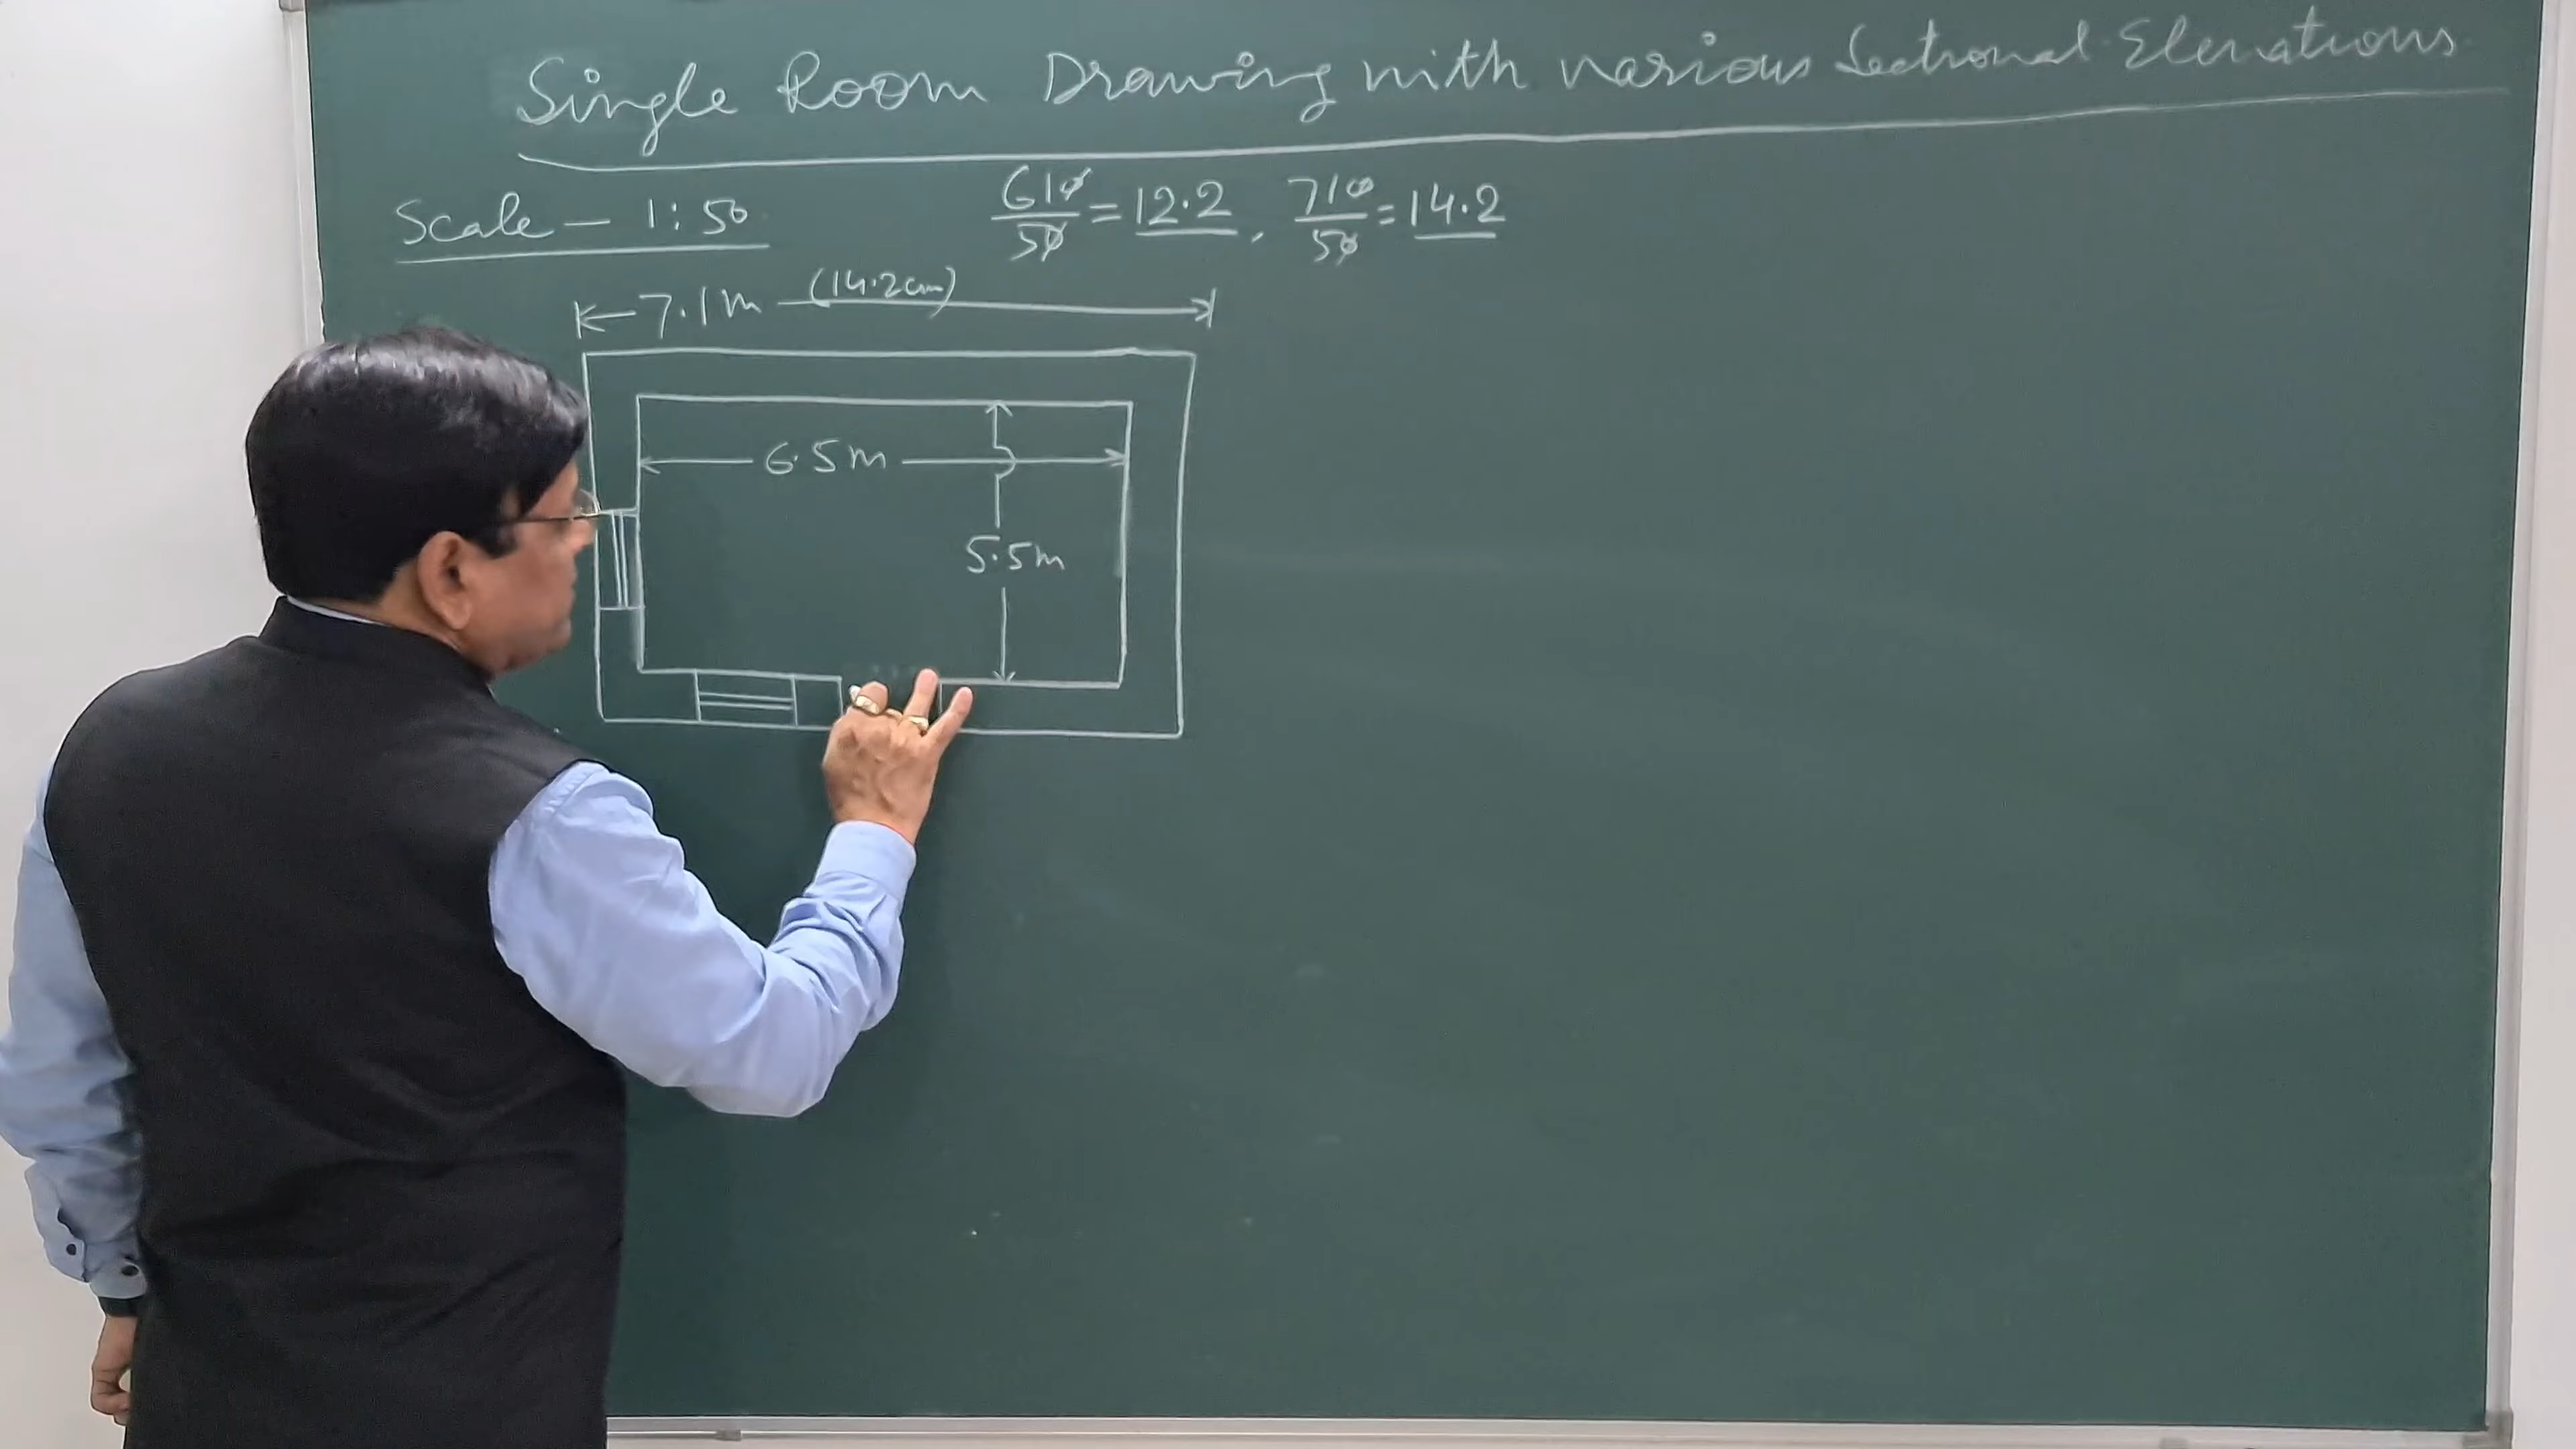 Single Room Drawing with various Sectional Elevations.
Scale – 1:50
610/50 = 12.2, 710/50 = 14.2
7.1m (14.2cm)
6.5m
5.5m